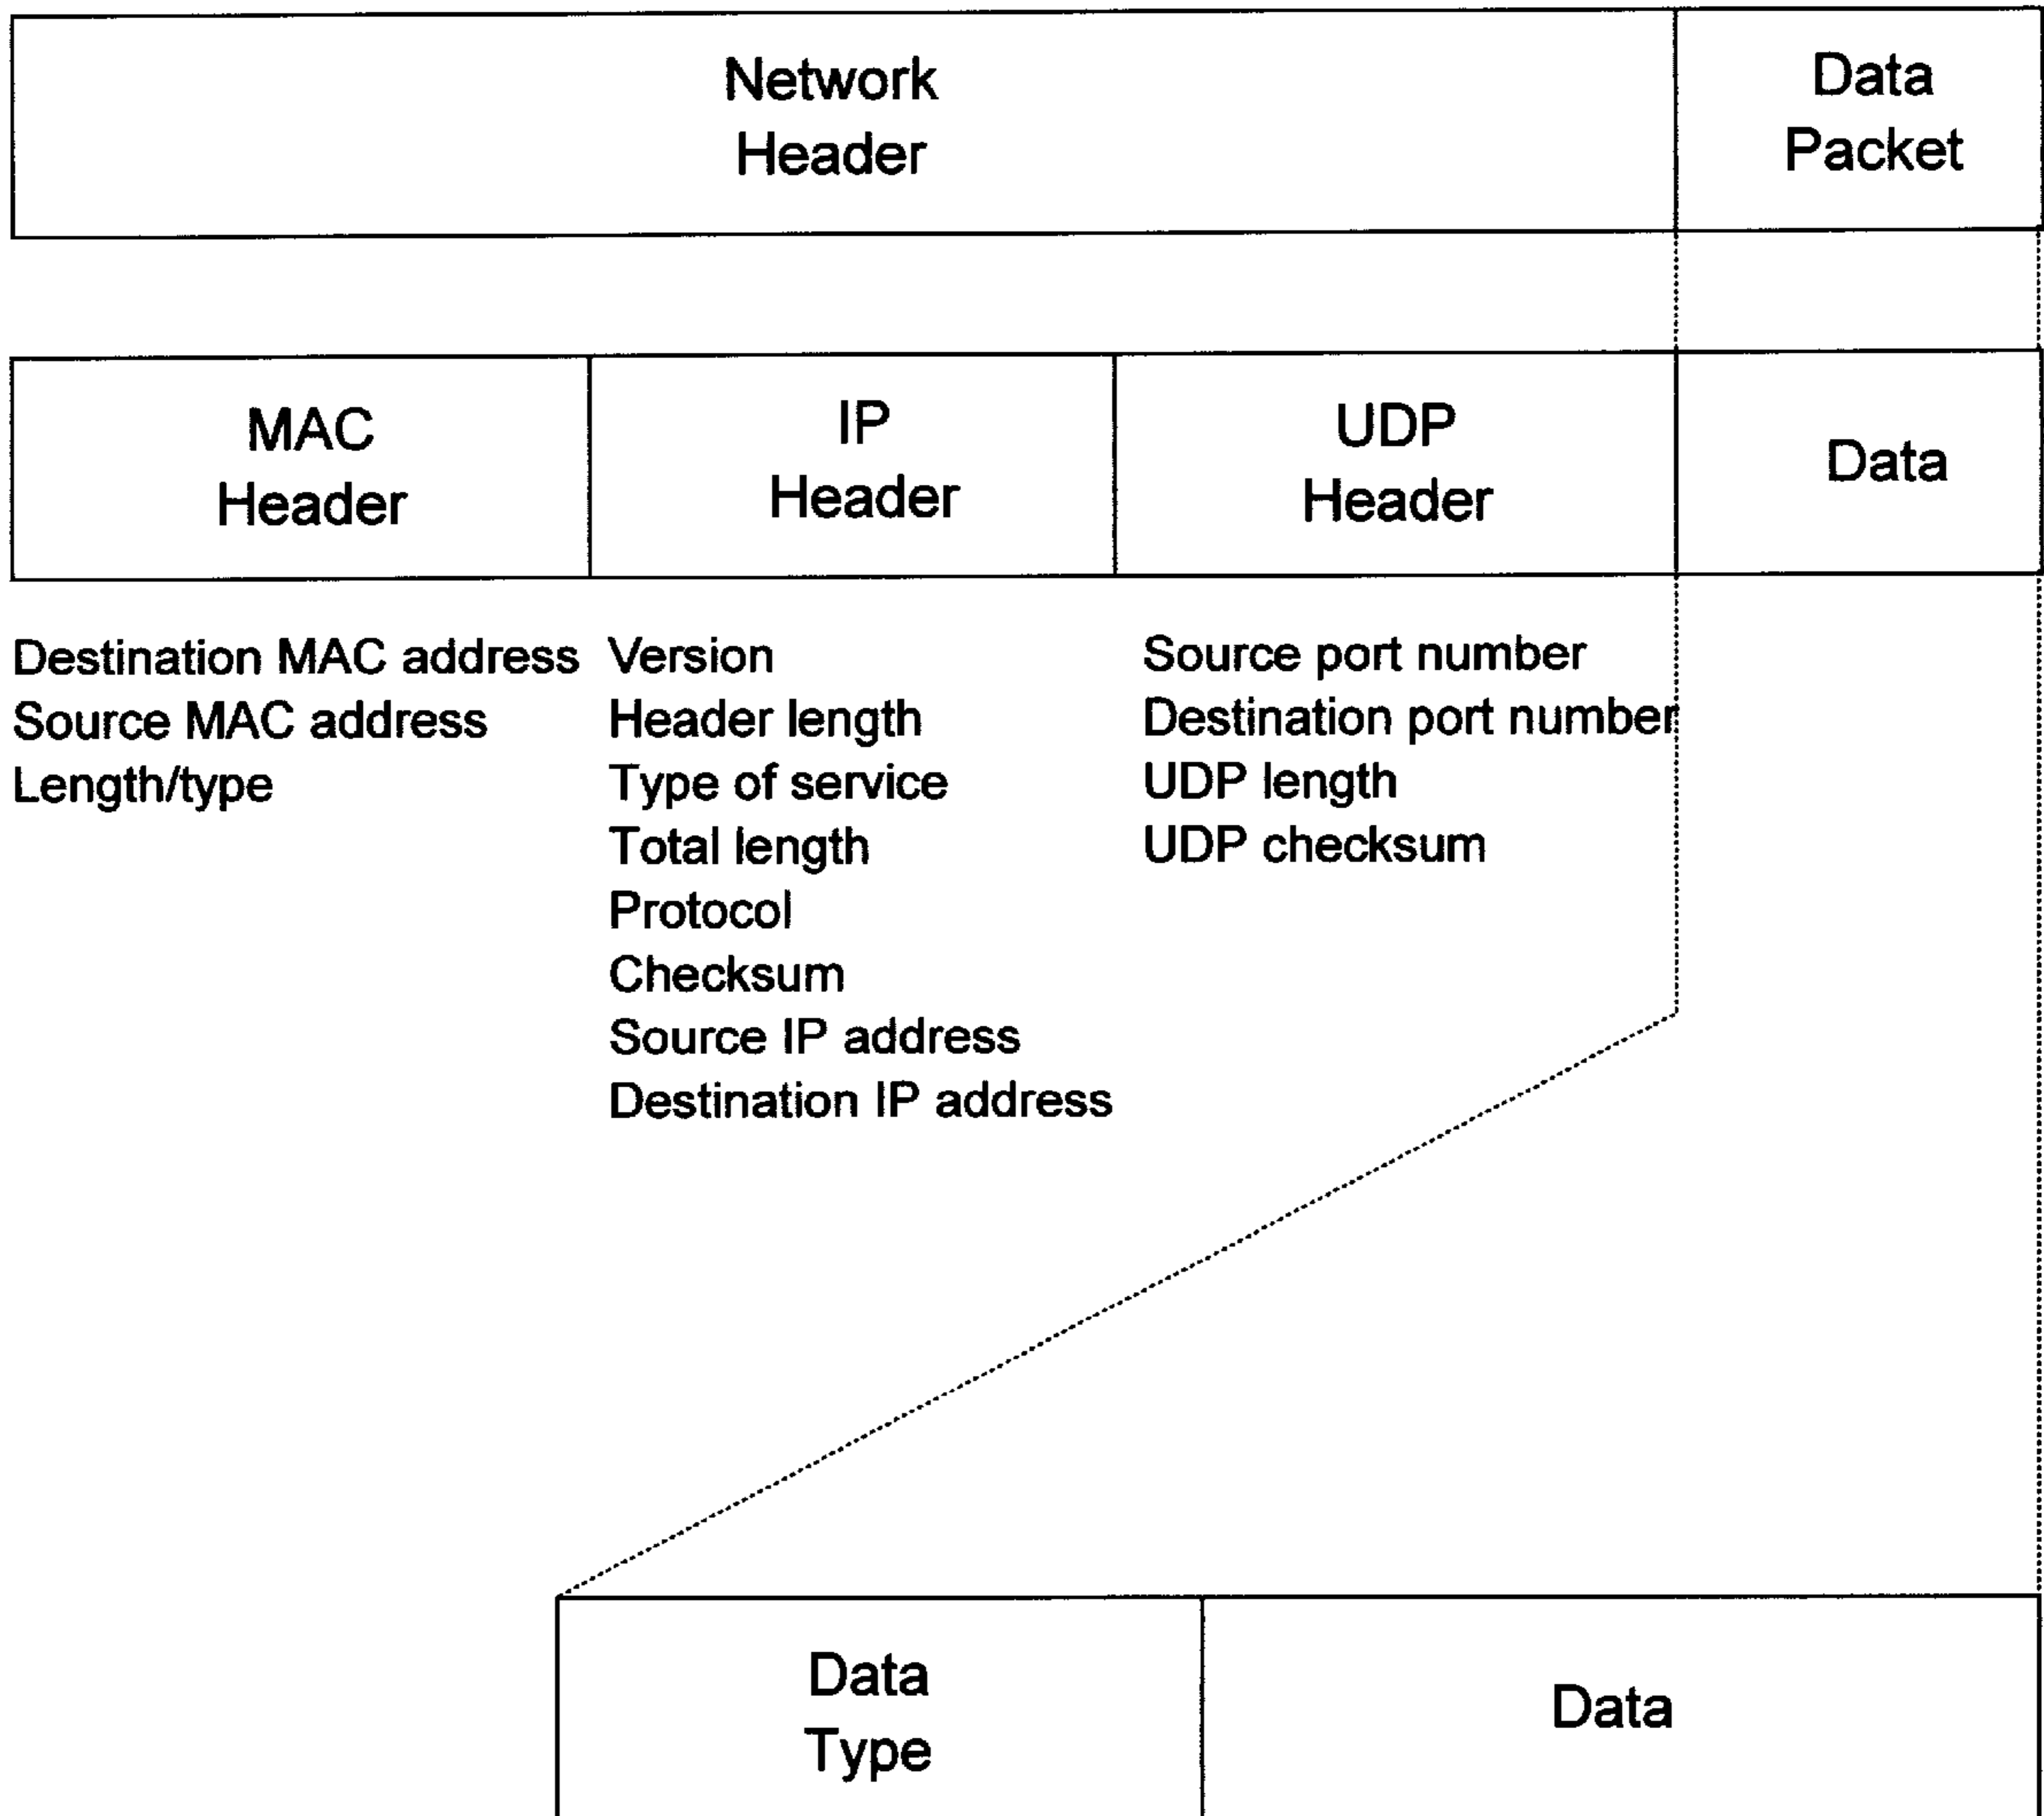 Network
Header
Data
Packet
MAC
Header
IP
Header
UDP
Header
Data
Destination MAC address
Source MAC address
Length/type
Version
Header length
Type of service
Total length
Protocol
Checksum
Source IP address
Destination IP address
Source port number
Destination port number
UDP length
UDP checksum
Data
Type
Data